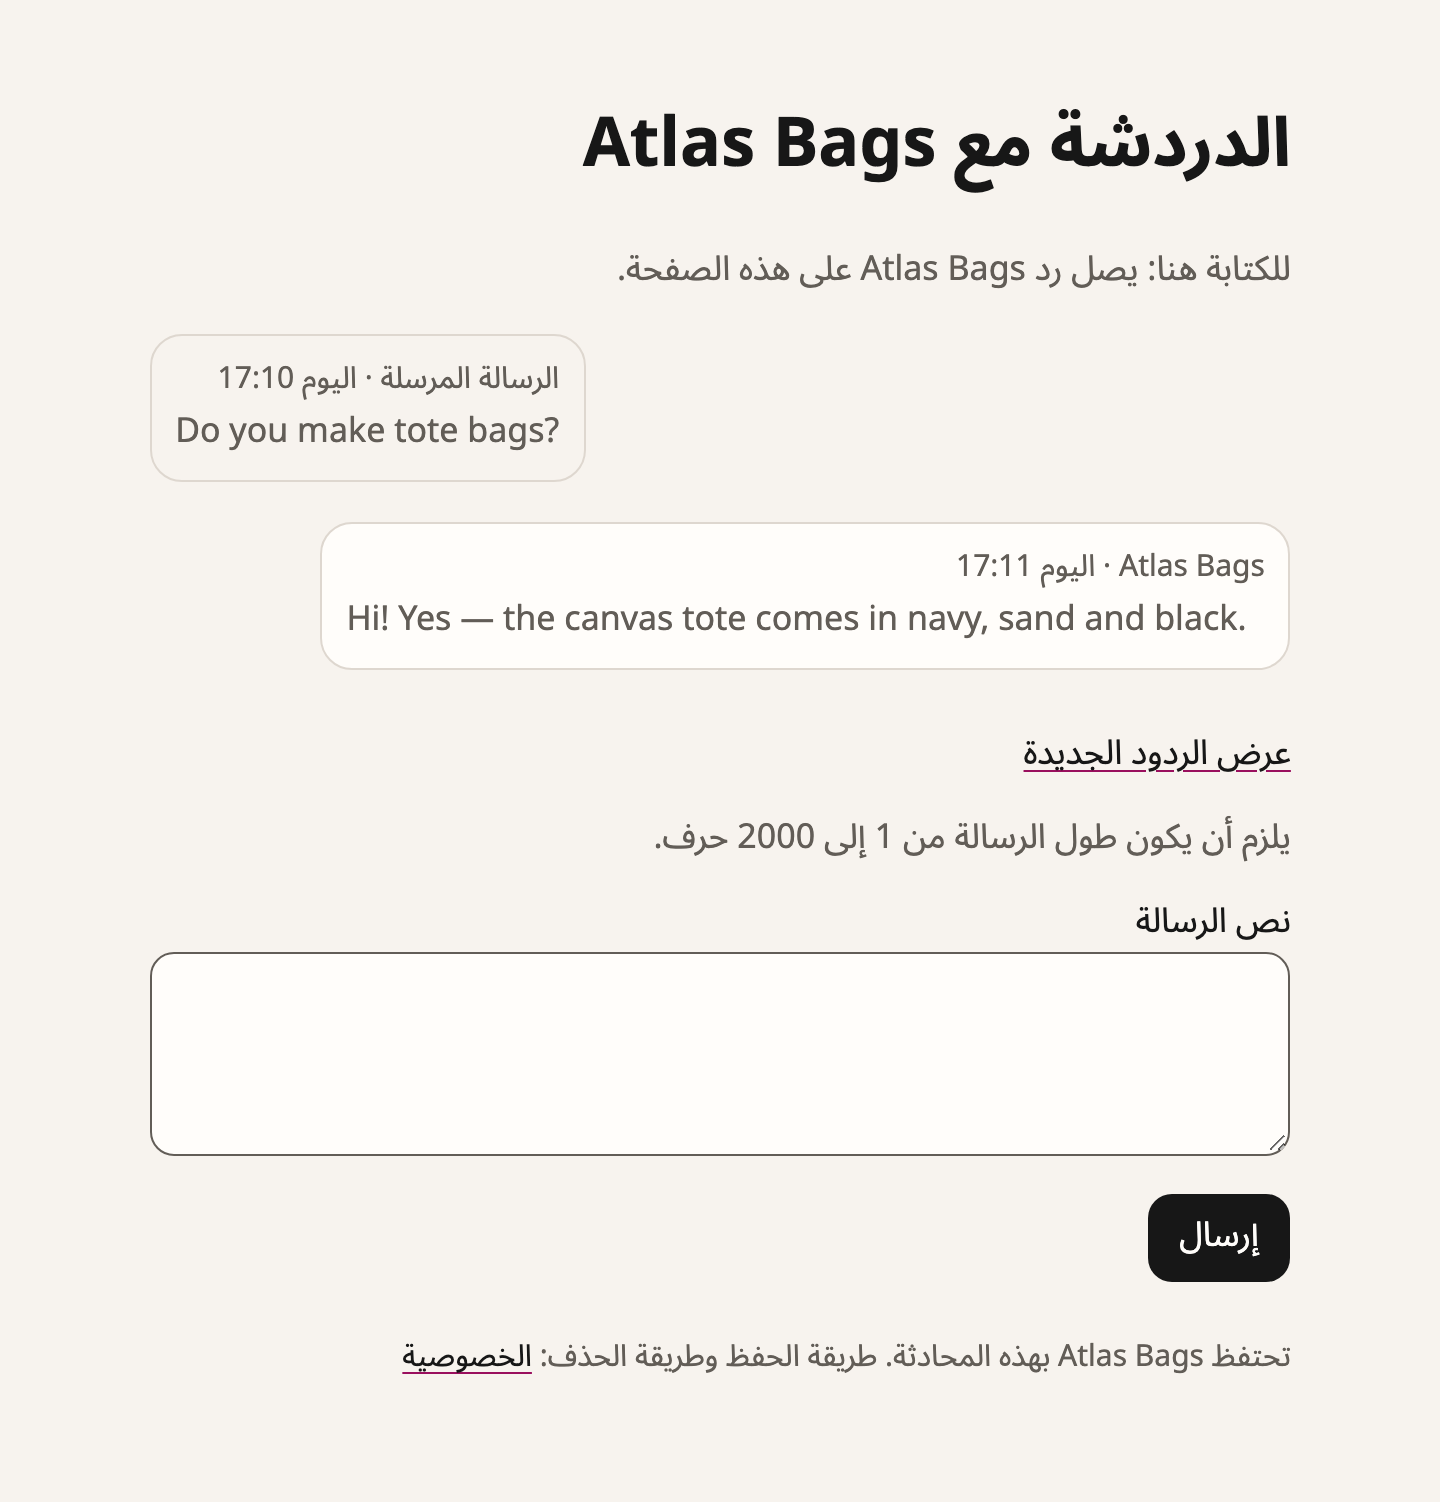 الدردشة مع Atlas Bags
للكتابة هنا: يصل رد Atlas Bags على هذه الصفحة.
الرسالة المرسلة · اليوم 17:10
Do you make tote bags?
Atlas Bags · اليوم 17:11
Hi! Yes — the canvas tote comes in navy, sand and black.
عرض الردود الجديدة
يلزم أن يكون طول الرسالة من 1 إلى 2000 حرف.
نص الرسالة
إرسال
تحتفظ Atlas Bags بهذه المحادثة. طريقة الحفظ وطريقة الحذف: الخصوصية